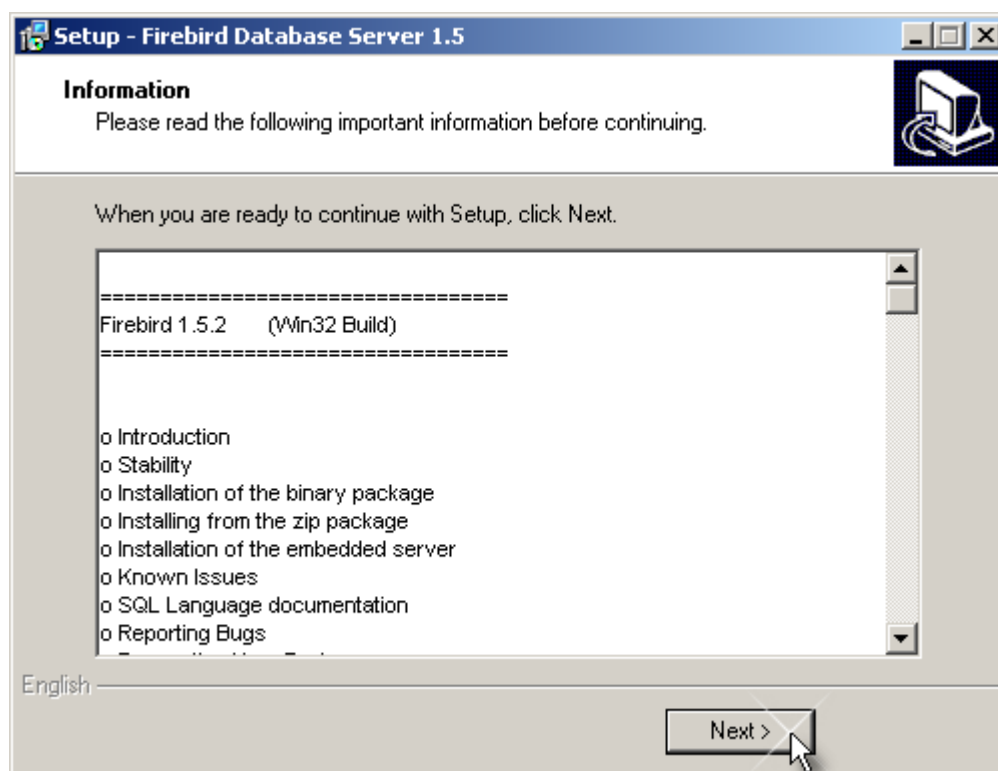 Setup - Firebird Database Server 1.5
Information
Please read the following important information before continuing.
When you are ready to continue with Setup, click Next.
==================================
Firebird 1.5.2 (Win32 Build)
==================================
o Introduction
o Stability
o Installation of the binary package
o Installing from the zip package
o Installation of the embedded server
o Known Issues
o SQL Language documentation
o Reporting Bugs
English
Next >